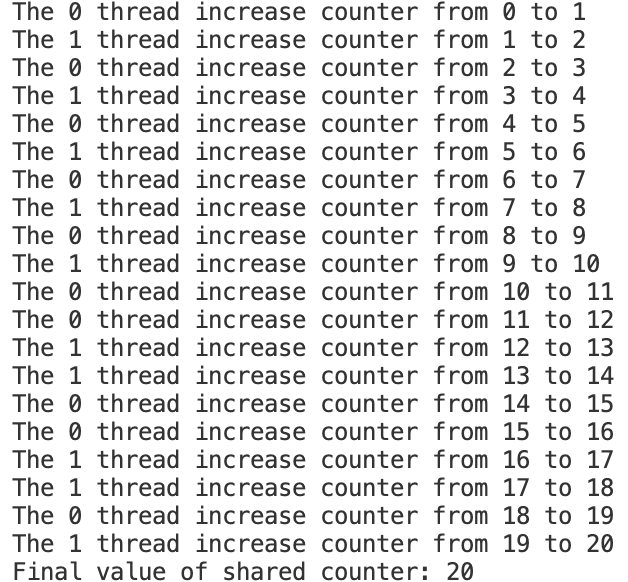 The 0 thread increase counter from 0 to 1
The 1 thread increase counter from 1 to 2
The 0 thread increase counter from 2 to 3
The 1 thread increase counter from 3 to 4
The 0 thread increase counter from 4 to 5
The 1 thread increase counter from 5 to 6
The 0 thread increase counter from 6 to 7
The 1 thread increase counter from 7 to 8
The 0 thread increase counter from 8 to 9
The 1 thread increase counter from 9 to 10
The 0 thread increase counter from 10 to 11
The 0 thread increase counter from 11 to 12
The 1 thread increase counter from 12 to 13
The 1 thread increase counter from 13 to 14
The 0 thread increase counter from 14 to 15
The 0 thread increase counter from 15 to 16
The 1 thread increase counter from 16 to 17
The 1 thread increase counter from 17 to 18
The 0 thread increase counter from 18 to 19
The 1 thread increase counter from 19 to 20
Final value of shared counter: 20